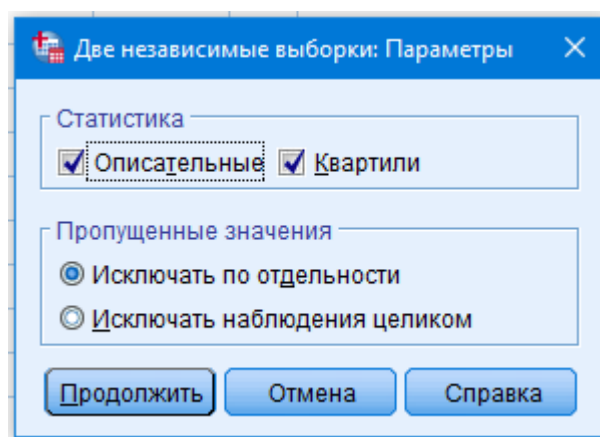 Две независимые выборки: Параметры
Статистика
Описательные Квартили
Пропущенные значения
Исключать по отдельности
Исключать наблюдения целиком
Продолжить Отмена Справка